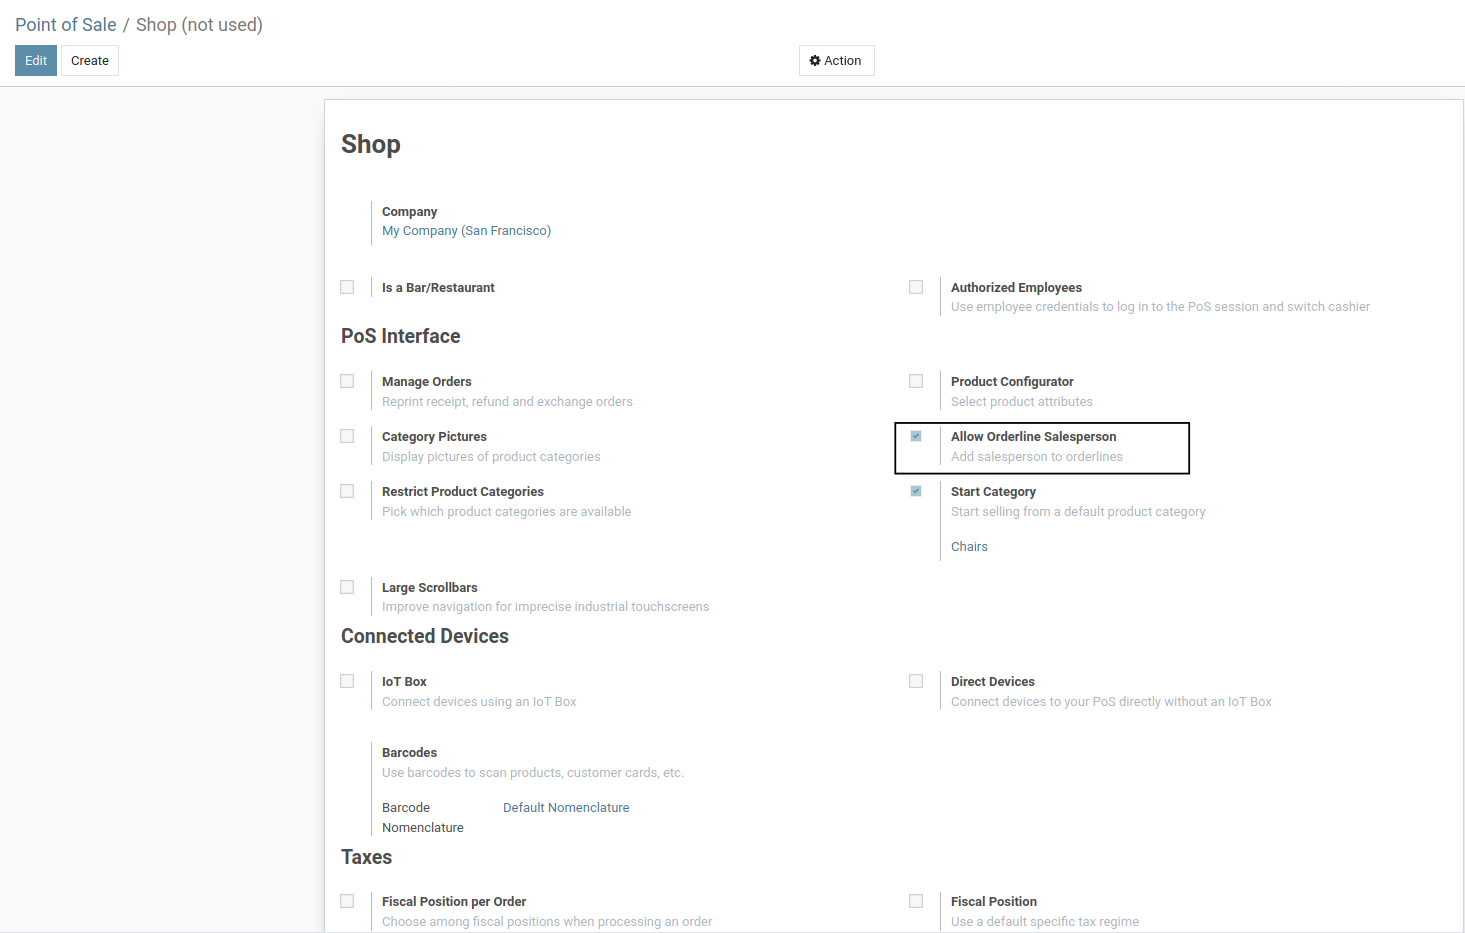 Point of Sale / Shop (not used)
Edit Create Action
Shop
Company
My Company (San Francisco)
Is a Bar/Restaurant
Authorized Employees
Use employee credentials to log in to the PoS session and switch cashier
PoS Interface
Manage Orders
Reprint receipt, refund and exchange orders
Product Configurator
Select product attributes
Category Pictures
Display pictures of product categories
Allow Orderline Salesperson
Add salesperson to orderlines
Restrict Product Categories
Pick which product categories are available
Start Category
Start selling from a default product category
Chairs
Large Scrollbars
Improve navigation for imprecise industrial touchscreens
Connected Devices
IoT Box
Connect devices using an IoT Box
Direct Devices
Connect devices to your PoS directly without an IoT Box
Barcodes
Use barcodes to scan products, customer cards, etc.
Barcode Default Nomenclature
Nomenclature
Taxes
Fiscal Position per Order
Choose among fiscal positions when processing an order
Fiscal Position
Use a default specific tax regime